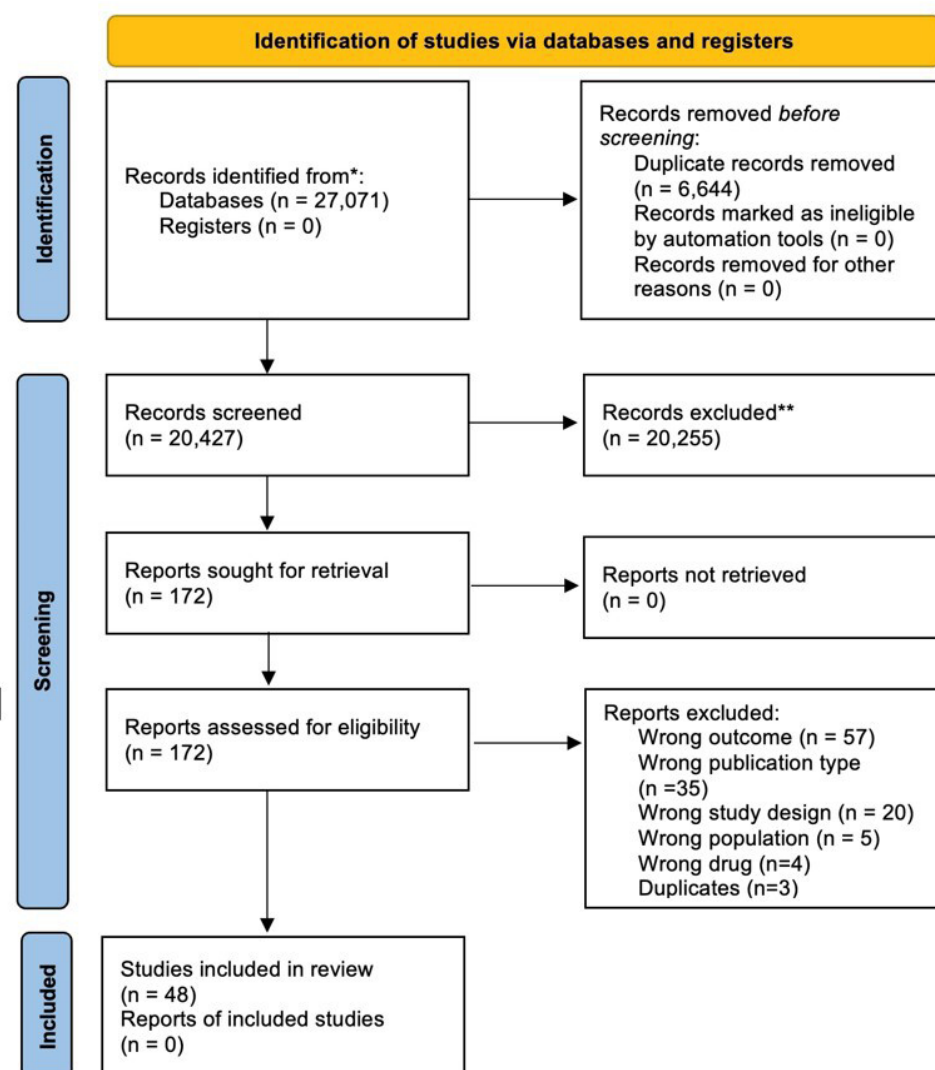 Identification of studies via databases and registers
Identification
Records identified from*:
Databases (n = 27,071)
Registers (n = 0)
Records removed before
screening:
Duplicate records removed
(n = 6,644)
Records marked as ineligible
by automation tools (n = 0)
Records removed for other
reasons (n = 0)
Screening
Records screened
(n = 20,427)
Records excluded**
(n = 20,255)
Reports sought for retrieval
(n = 172)
Reports not retrieved
(n = 0)
Reports assessed for eligibility
(n = 172)
Reports excluded:
Wrong outcome (n = 57)
Wrong publication type
(n =35)
Wrong study design (n = 20)
Wrong population (n = 5)
Wrong drug (n=4)
Duplicates (n=3)
Included
Studies included in review
(n = 48)
Reports of included studies
(n = 0)